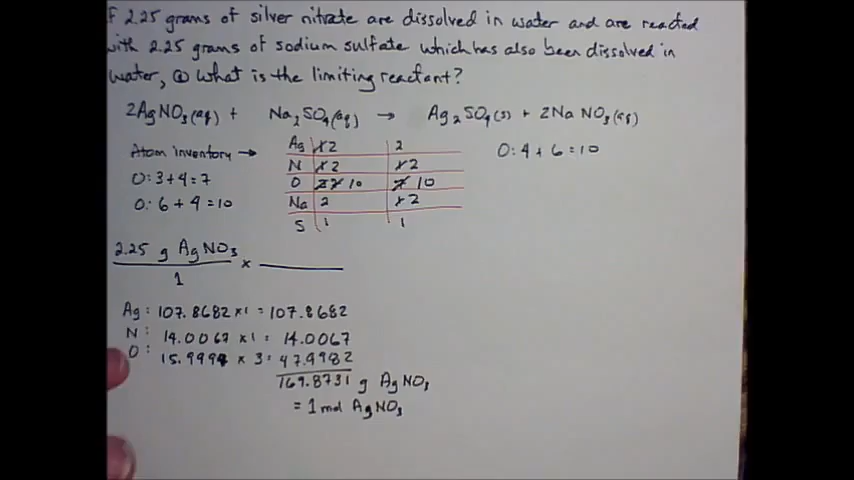 f 2.25 grams of silver nitrate are dissolved in water and are reacted
with 2.25 grams of sodium sulfate which has also been dissolved in
water, ⓐ What is the limiting reactant?
2AgNO₃(aq) + Na₂SO₄(aq) → Ag₂SO₄(s) + 2NaNO₃(aq)
Atom inventory →
Ag 2 2
N 2 2
O 10 10
Na 2 2
S 1 1
O: 3+4=7
O: 6+4=10
O: 4+6=10
2.25 g AgNO₃
1
×
Ag: 107.8682 ×1 = 107.8682
N: 14.0067 ×1 = 14.0067
O: 15.9994 × 3 = 47.9982
169.8731 g AgNO₃
= 1 mol AgNO₃